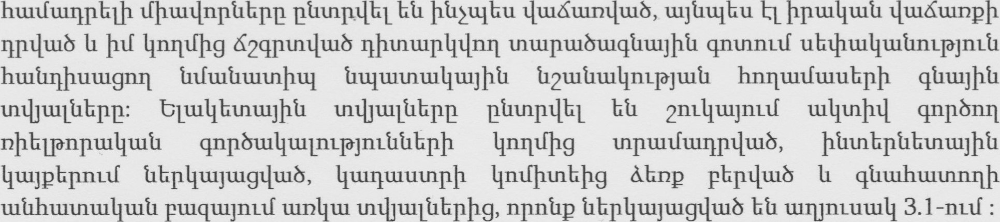 համադրելի միավորները ընտրվել են ինչպես վաճառված, այնպես էլ իրական վաճառքի
դրված և իմ կողմից ճշգրտված դիտարկվող տարածագնային գոտում սեփականություն
հանդիսացող նմանատիպ նպատակային նշանակության հողամասերի գնային
տվյալները: Ելակետային տվյալները ընտրվել են շուկայում ակտիվ գործող
ռիելթորական գործակալությունների կողմից տրամադրված, ինտերնետային
կայքերում ներկայացված, կադաստրի կոմիտեից ձեռք բերված և գնահատողի
անհատական բազայում առկա տվյալներից, որոնք ներկայացված են աղյուսակ 3.1-ում :